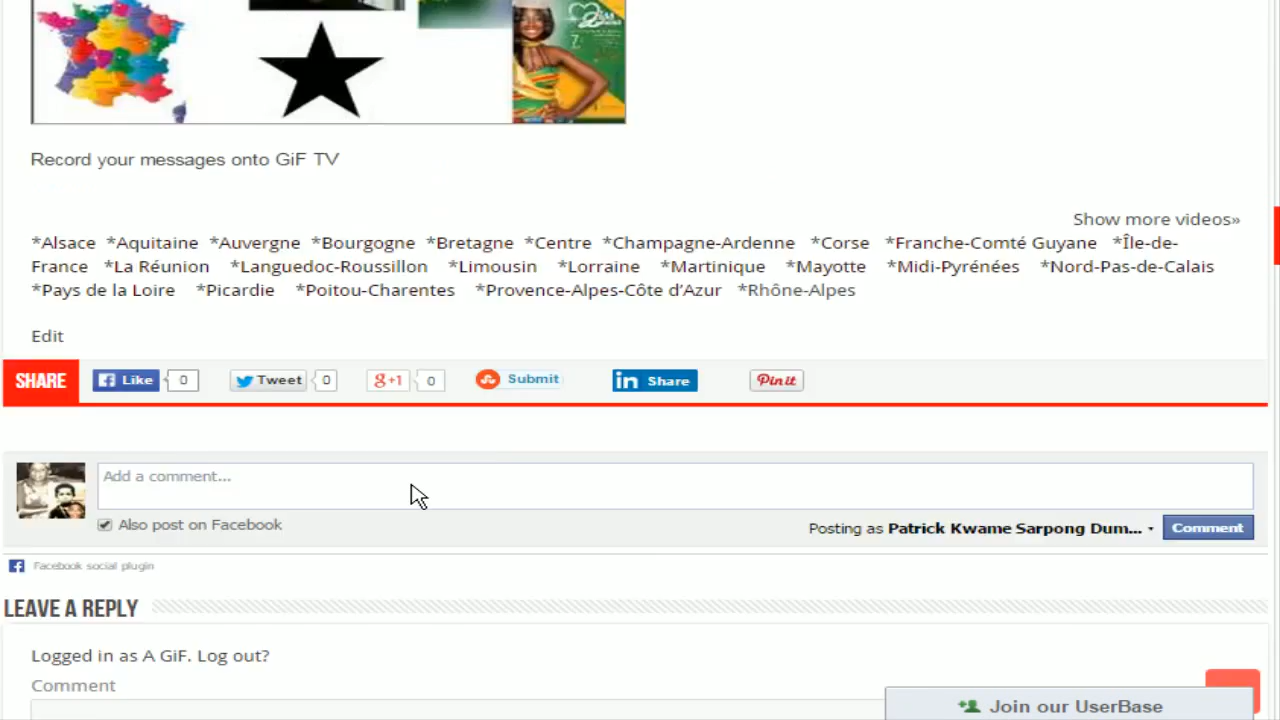 Record your messages onto GiF TV
Show more videos»
*Alsace *Aquitaine *Auvergne *Bourgogne *Bretagne *Centre *Champagne-Ardenne *Corse *Franche-Comté Guyane *Île-de-
France *La Réunion *Languedoc-Roussillon *Limousin *Lorraine *Martinique *Mayotte *Midi-Pyrénées *Nord-Pas-de-Calais
*Pays de la Loire *Picardie *Poitou-Charentes *Provence-Alpes-Côte d’Azur *Rhône-Alpes
Edit
SHARE Like 0 Tweet 0 g+1 0 Submit in Share Pin it
Add a comment...
Also post on Facebook
Posting as Patrick Kwame Sarpong Dum... Comment
Facebook social plugin
LEAVE A REPLY
Logged in as A GiF. Log out?
Comment
Join our UserBase